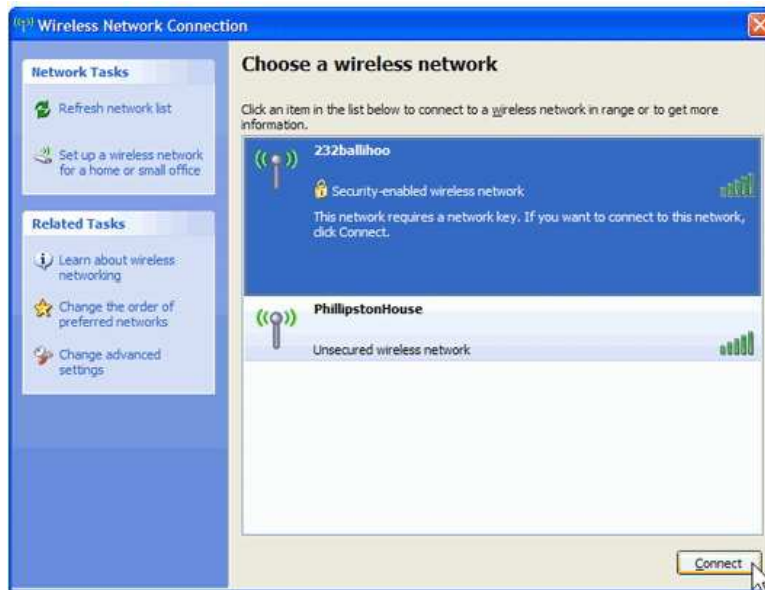 Wireless Network Connection
Network Tasks
Refresh network list
Set up a wireless network
for a home or small office
Related Tasks
Learn about wireless
networking
Change the order of
preferred networks
Change advanced
settings
Choose a wireless network
Click an item in the list below to connect to a wireless network in range or to get more
information.
232ballihoo
Security-enabled wireless network
This network requires a network key. If you want to connect to this network,
click Connect.
PhillipstonHouse
Unsecured wireless network
Connect